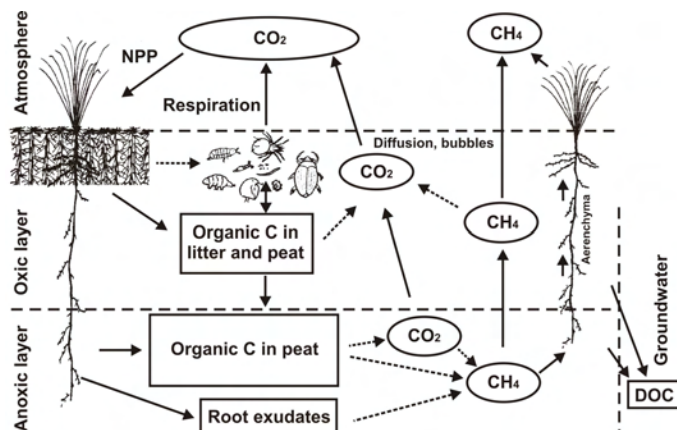 Atmosphere
NPP
CO₂
CH₄
Respiration
Diffusion, bubbles
CO₂
Oxic layer
Organic C in
litter and peat
CH₄
Aerenchyma
Groundwater
Anoxic layer
Organic C in peat
CO₂
CH₄
Root exudates
DOC